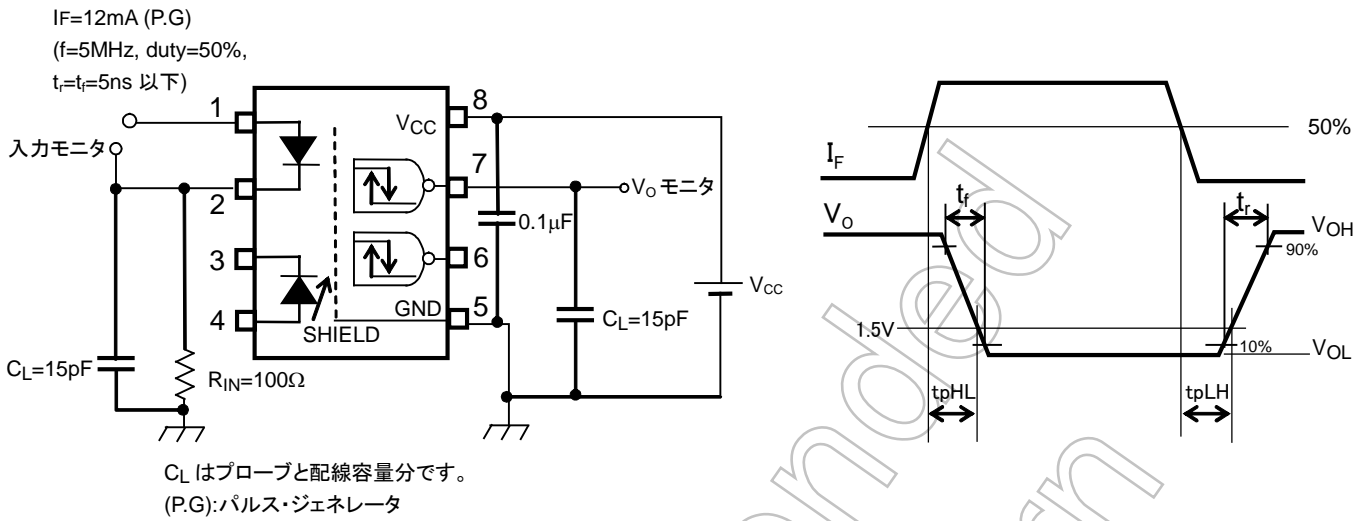 IF=12mA (P.G)
(f=5MHz, duty=50%,
tr=tf=5ns 以下)
1
入力モニタ
2
3
4
CL=15pF
RIN=100Ω
SHIELD
VCC
GND
8
7
6
5
0.1μF
VO モニタ
CL=15pF
VCC
CL はプローブと配線容量分です。
(P.G):パルス・ジェネレータ
50%
IF
tf
tr
VO
VOH
90%
1.5V
10%
VOL
tpHL
tpLH